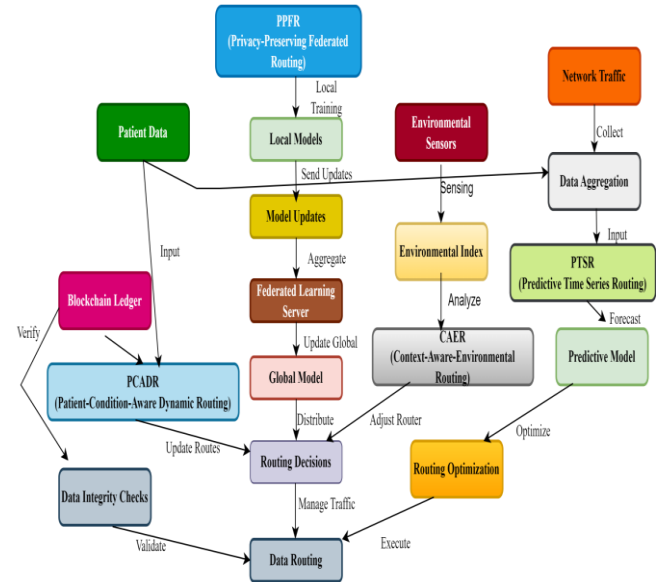 PPFR
(Privacy-Preserving Federated
Routing)
Network Traffic
Local
Training
Patient Data
Local Models
Environmental
Sensors
Collect
Send Updates
Sensing
Data Aggregation
Model Updates
Input
Input
Aggregate
Environmental Index
PTSR
(Predictive Time Series Routing)
Blockchain Ledger
Federated Learning
Server
Analyze
Forecast
Verify
Update Global
CAER
(Context-Aware-Environmental
Routing)
Predictive Model
PCADR
(Patient-Condition-Aware Dynamic Routing)
Global Model
Distribute
Adjust Router
Optimize
Update Routes
Routing Decisions
Routing Optimization
Data Integrity Checks
Manage Traffic
Validate
Execute
Data Routing